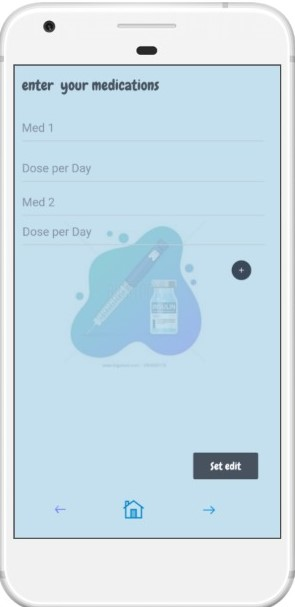 enter your medications
Med 1
Dose per Day
Med 2
Dose per Day
+
Set edit